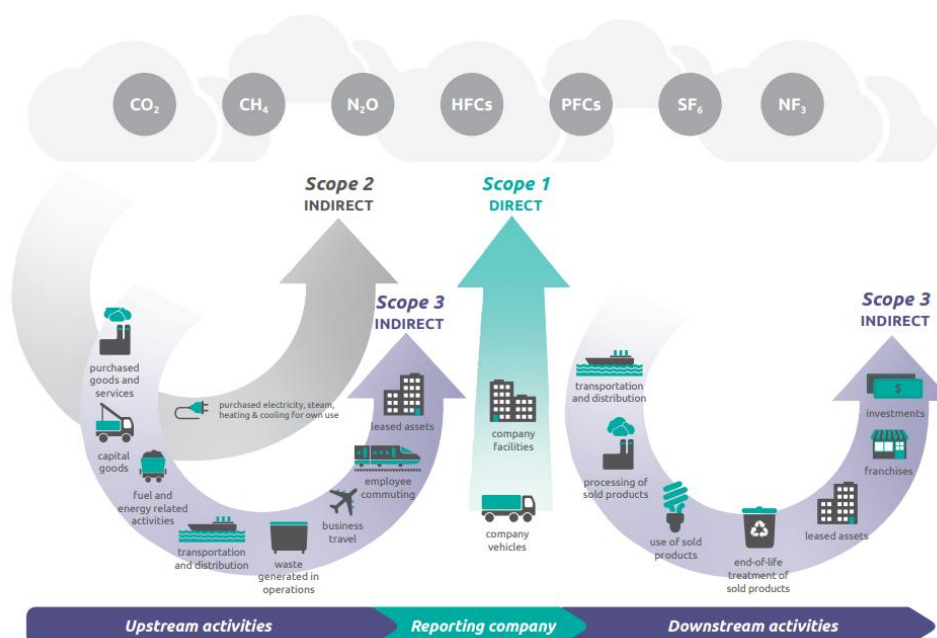 CO₂
CH₄
N₂O
HFCs
PFCs
SF₆
NF₃
Scope 2
INDIRECT
Scope 1
DIRECT
Scope 3
INDIRECT
Scope 3
INDIRECT
purchased
goods and
services
capital
goods
fuel and
energy related
activities
transportation
and distribution
waste
generated in
operations
business
travel
employee
commuting
leased assets
purchased electricity, steam,
heating & cooling for own use
company
facilities
company
vehicles
transportation
and distribution
processing of
sold products
use of sold
products
end-of-life
treatment of
sold products
leased assets
franchises
$
investments
Upstream activities
Reporting company
Downstream activities